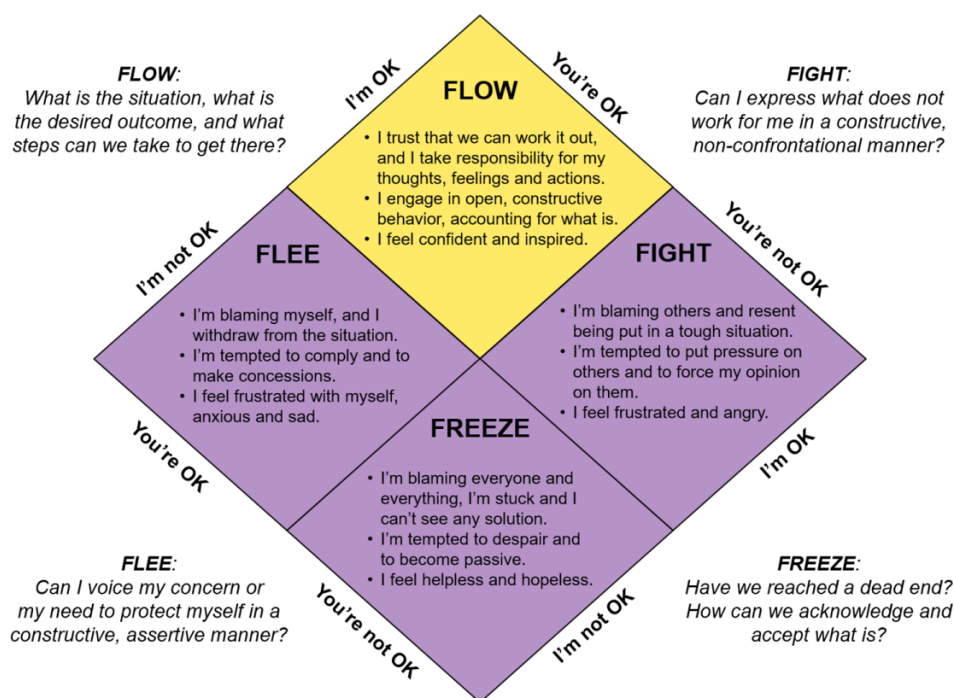 FLOW:
What is the situation, what is
the desired outcome, and what
steps can we take to get there?
I'm OK
You're OK
FIGHT:
Can I express what does not
work for me in a constructive,
non-confrontational manner?
FLOW
• I trust that we can work it out,
and I take responsibility for my
thoughts, feelings and actions.
• I engage in open, constructive
behavior, accounting for what is.
• I feel confident and inspired.
I'm not OK
You're not OK
FLEE
• I'm blaming myself, and I
withdraw from the situation.
• I'm tempted to comply and to
make concessions.
• I feel frustrated with myself,
anxious and sad.
FIGHT
• I'm blaming others and resent
being put in a tough situation.
• I'm tempted to put pressure on
others and to force my opinion
on them.
• I feel frustrated and angry.
You're OK
I'm OK
FREEZE
• I'm blaming everyone and
everything, I'm stuck and I
can't see any solution.
• I'm tempted to despair and
to become passive.
• I feel helpless and hopeless.
FLEE:
Can I voice my concern or
my need to protect myself in a
constructive, assertive manner?
You're not OK
I'm not OK
FREEZE:
Have we reached a dead end?
How can we acknowledge and
accept what is?